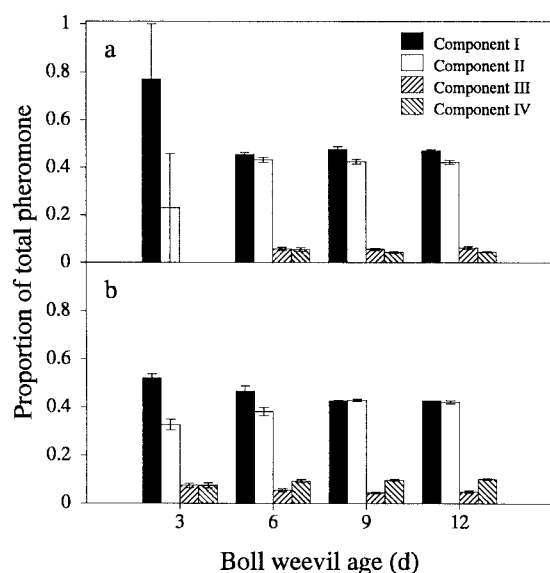 1
a
Component I
Component II
Component III
Component IV
0.8
0.6
0.4
0.2
0
b
0.8
0.6
0.4
0.2
0
Proportion of total pheromone
3 6 9 12
Boll weevil age (d)